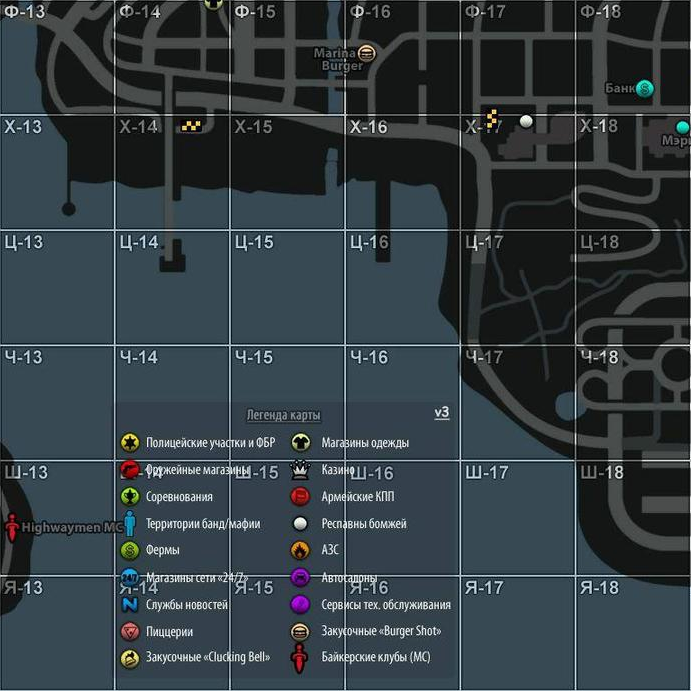 Ф-13 Ф-14 Ф-15 Ф-16 Ф-17 Ф-18
Marina
Burger
Банк
Х-13 Х-14 Х-15 Х-16 Х-17 Х-18
Мэри
Ц-13 Ц-14 Ц-15 Ц-16 Ц-17 Ц-18
Ч-13 Ч-14 Ч-15 Ч-16 Ч-17 Ч-18
Легенда карты v3
Полицейские участки и ФБР
Магазины одежды
Ш-13 Ш-14 Ш-15 Ш-16 Ш-17 Ш-18
Оружейные магазины
Казино
Соревнования
Армейские КПП
Highwaymen MC
Территории банд/мафии
Респавны бомжей
Фермы
АЗС
Я-13 Я-14 Я-15 Я-16 Я-17 Я-18
Магазины сети «24/7»
Автосалоны
Службы новостей
Сервисы тех. обслуживания
Пиццерии
Закусочные «Burger Shot»
Закусочные «Clucking Bell»
Байкерские клубы (МС)